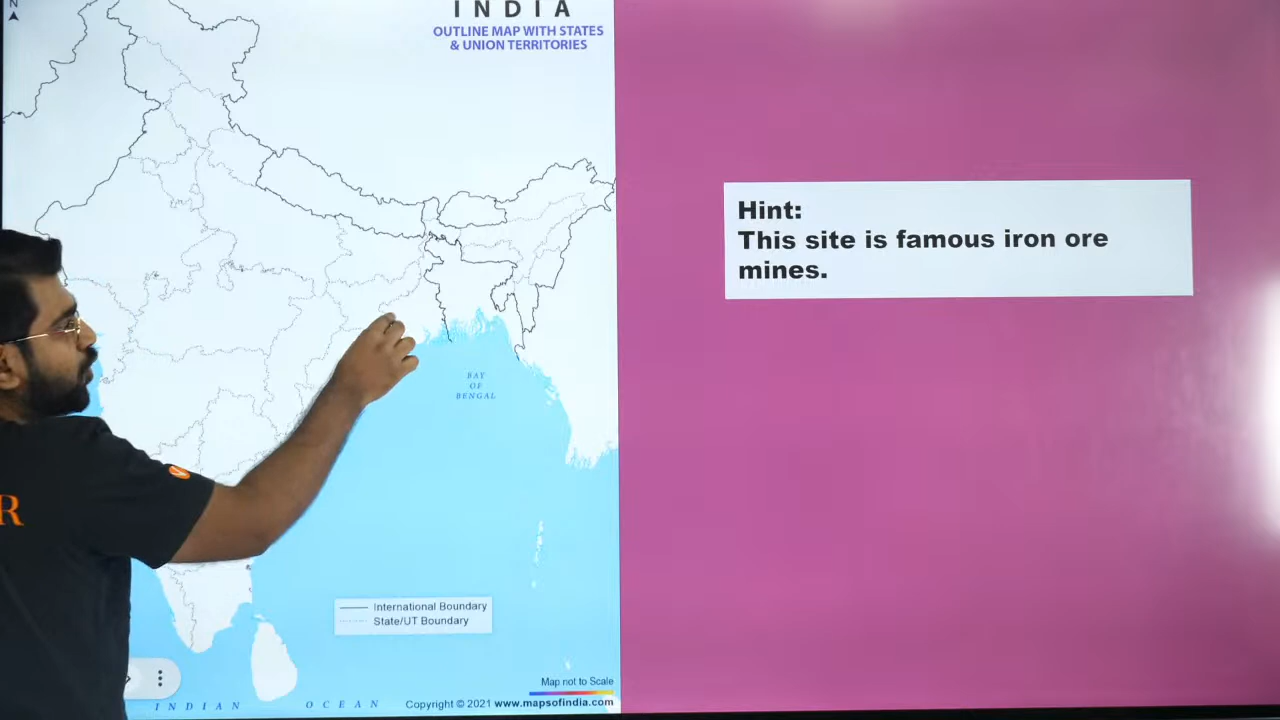 N
INDIA
OUTLINE MAP WITH STATES
& UNION TERRITORIES
Hint:
This site is famous iron ore
mines.
BAY
OF
BENGAL
R
International Boundary
State/UT Boundary
Map not to Scale
INDIAN OCEAN
Copyright © 2021 www.mapsofindia.com